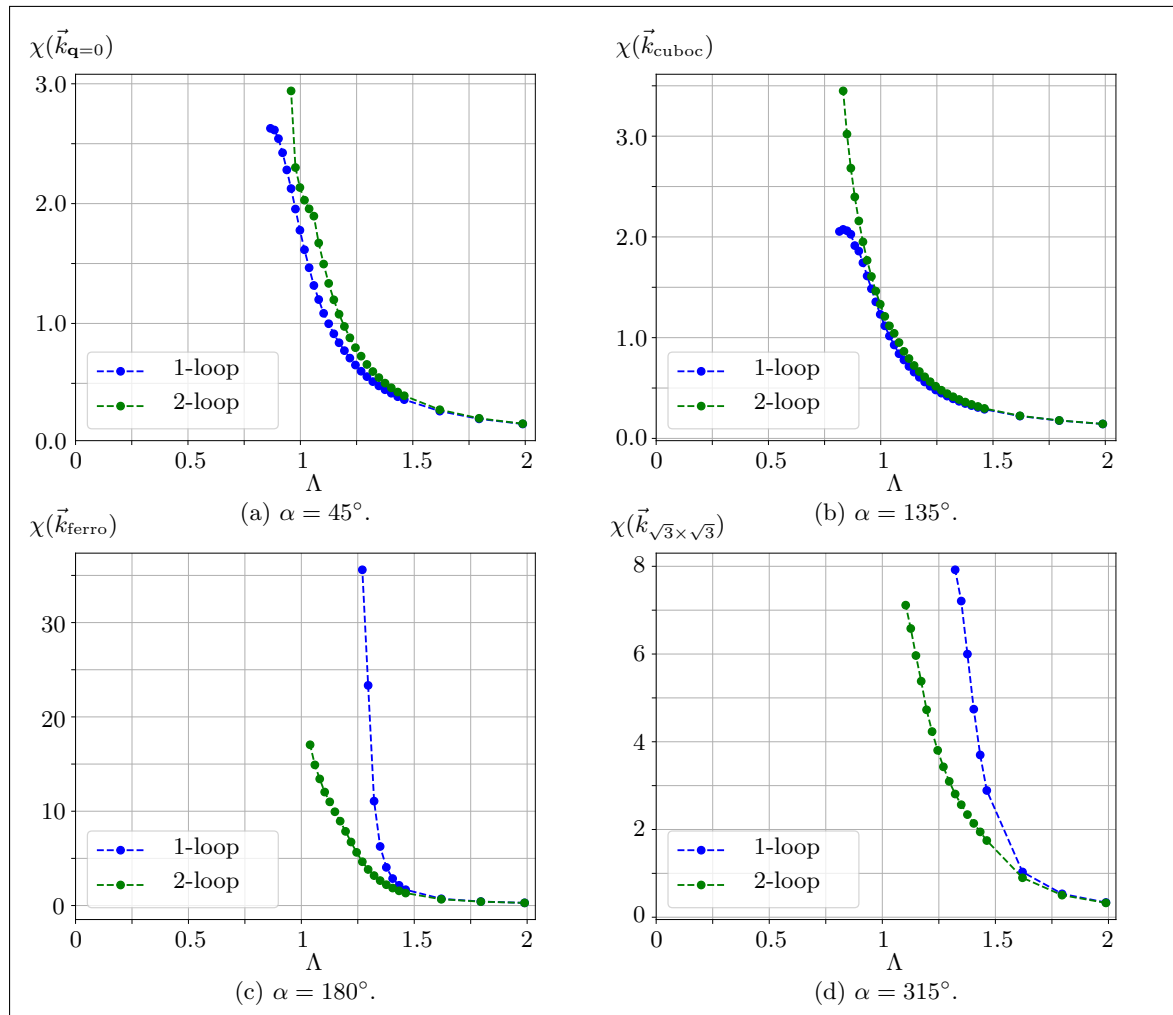 χ(k⃗_{q=0})
3.0
2.0
1.0
0.0
1-loop
2-loop
0 0.5 1 1.5 2
Λ
(a) α = 45°.
χ(k⃗_{cuboc})
3.0
2.0
1.0
0.0
1-loop
2-loop
0 0.5 1 1.5 2
Λ
(b) α = 135°.
χ(k⃗_{ferro})
30
20
10
0
1-loop
2-loop
0 0.5 1 1.5 2
Λ
(c) α = 180°.
χ(k⃗_{√3×√3})
8
6
4
2
0
1-loop
2-loop
0 0.5 1 1.5 2
Λ
(d) α = 315°.